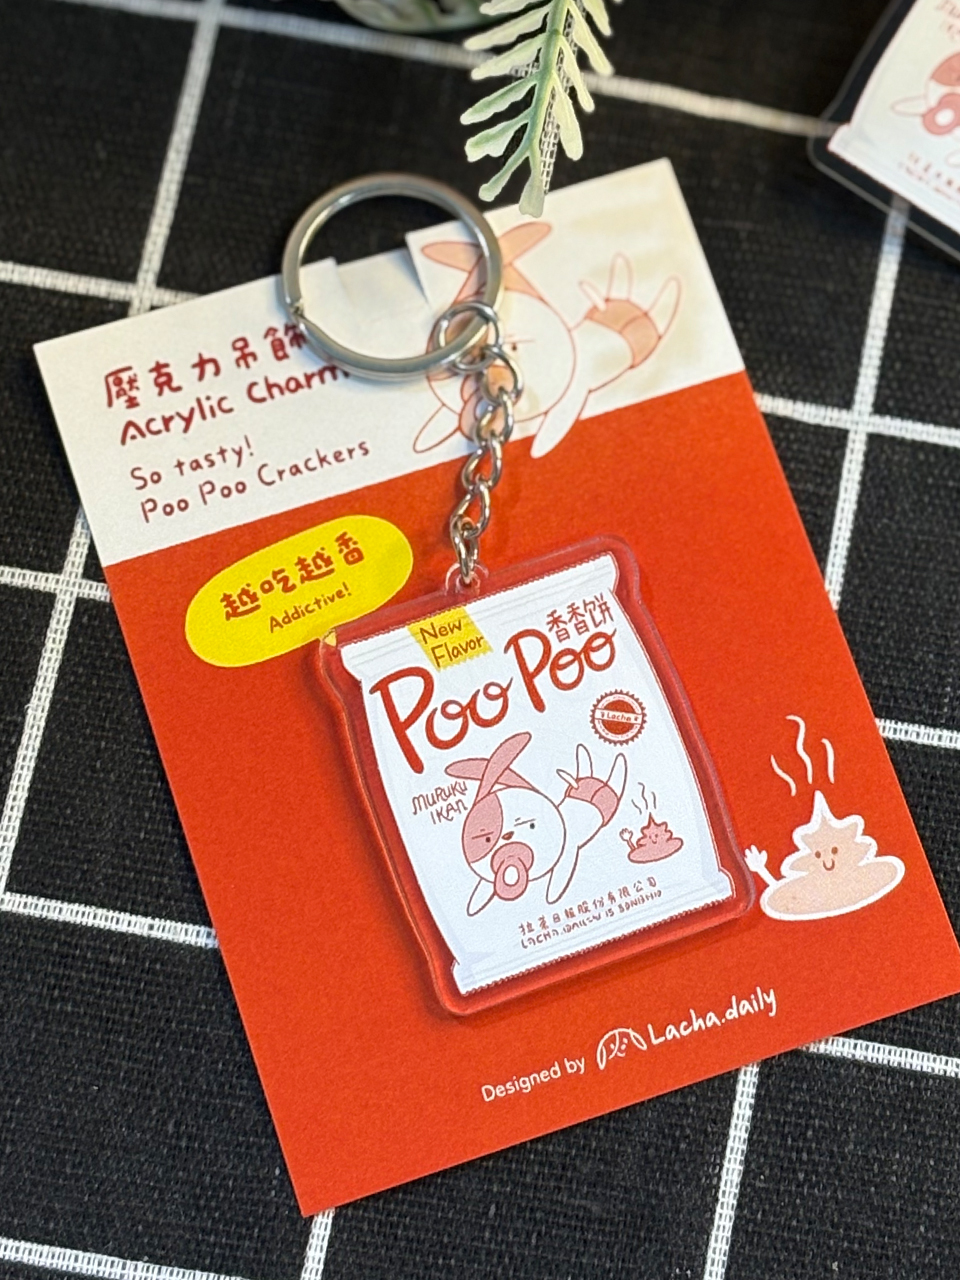 壓克力吊飾
Acrylic Charm
So tasty!
Poo Poo Crackers
越吃越香
Addictive!
New
Flavor
香香饼
Poo Poo
Lacha
MURUKU
IKAN
拉茶日報股份有限公司
Designed by Lacha.daily